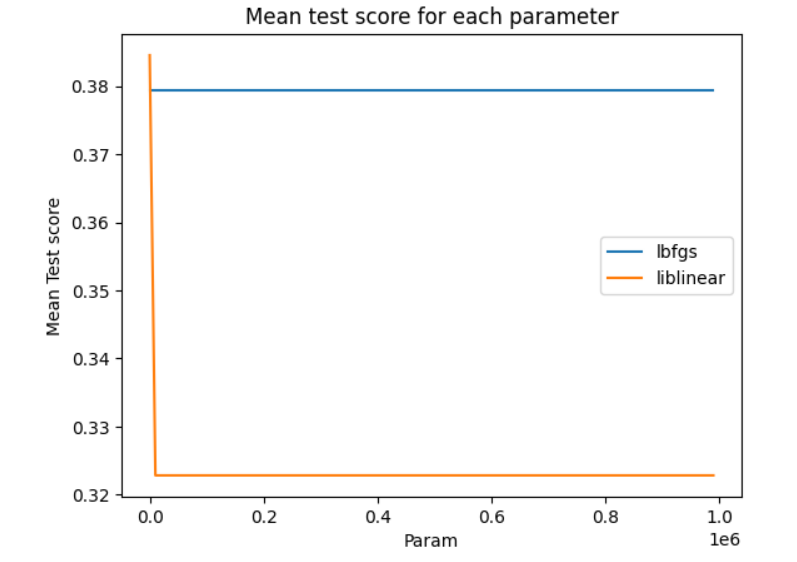 Mean test score for each parameter
0.38
0.37
0.36
0.35
0.34
0.33
0.32
Mean Test score
lbfgs
liblinear
0.0 0.2 0.4 0.6 0.8 1.0
1e6
Param